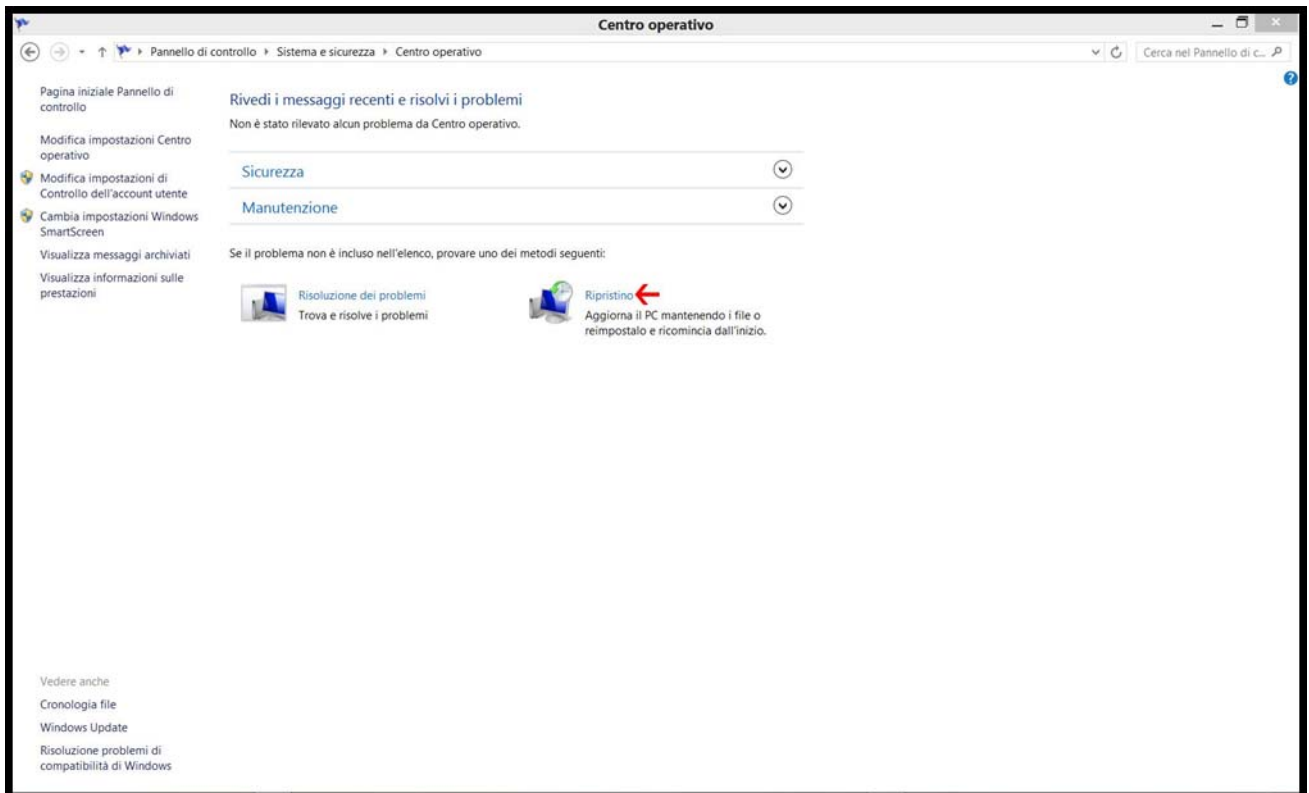 Centro operativo
Pannello di controllo Sistema e sicurezza Centro operativo
Cerca nel Pannello di c...
Pagina iniziale Pannello di
controllo
Modifica impostazioni Centro
operativo
Modifica impostazioni di
Controllo dell'account utente
Cambia impostazioni Windows
SmartScreen
Visualizza messaggi archiviati
Visualizza informazioni sulle
prestazioni
Rivedi i messaggi recenti e risolvi i problemi
Non è stato rilevato alcun problema da Centro operativo.
Sicurezza
Manutenzione
Se il problema non è incluso nell'elenco, provare uno dei metodi seguenti:
Risoluzione dei problemi
Trova e risolve i problemi
Ripristino
Aggiorna il PC mantenendo i file o
reimpostalo e ricomincia dall'inizio.
Vedere anche
Cronologia file
Windows Update
Risoluzione problemi di
compatibilità di Windows